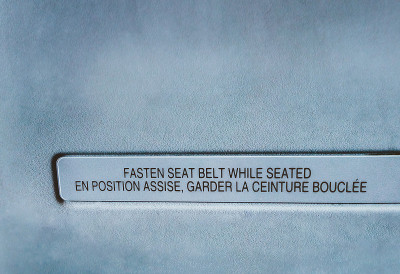 FASTEN SEAT BELT WHILE SEATED
EN POSITION ASSISE, GARDER LA CEINTURE BOUCLÉE